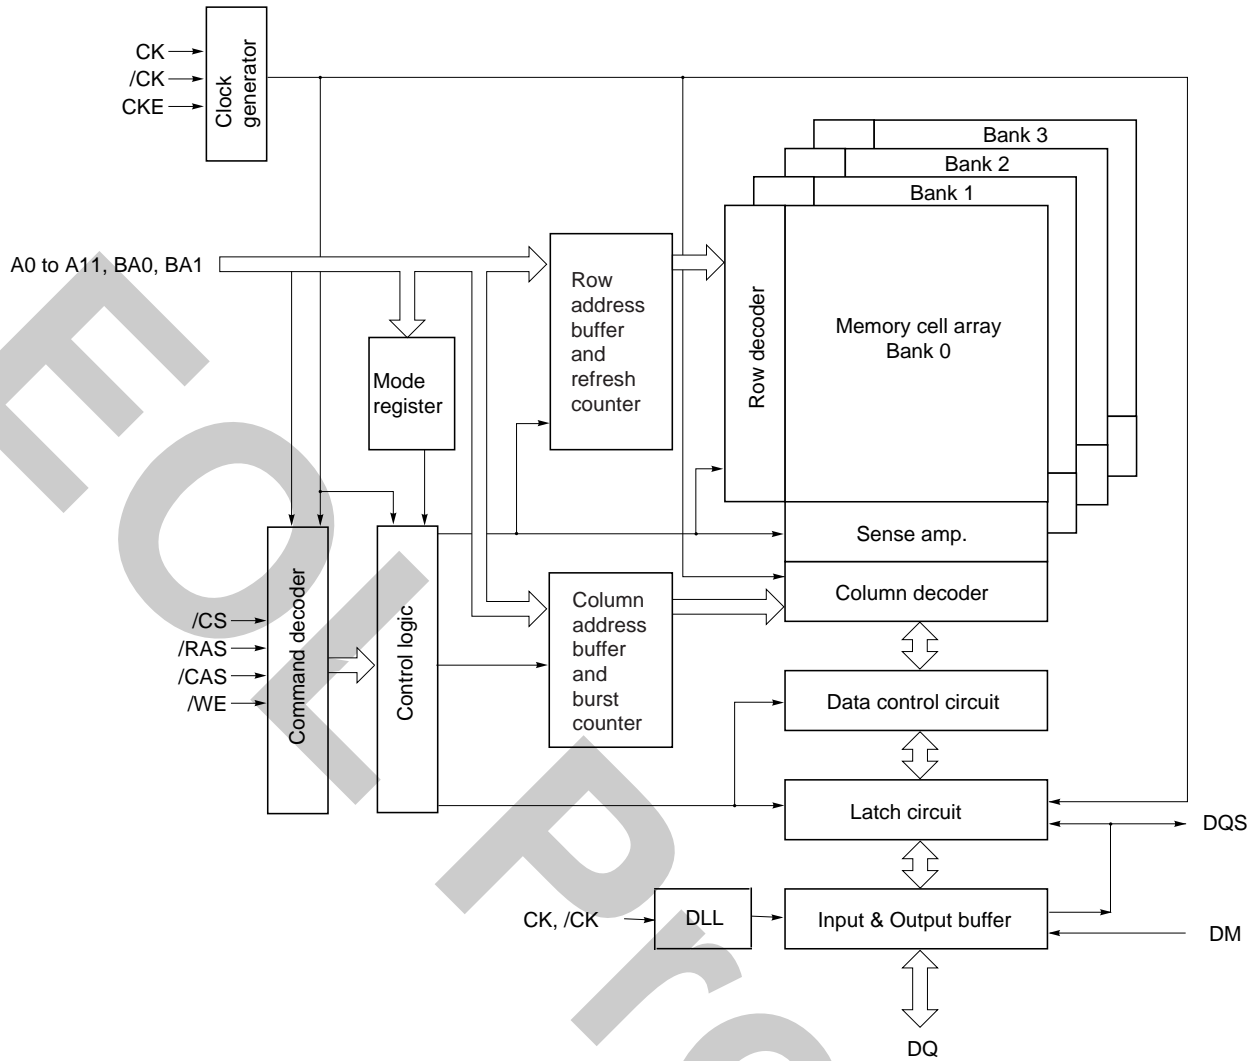 CK
/CK
CKE
Clock
generator
Bank 3
Bank 2
Bank 1
A0 to A11, BA0, BA1
Row
address
buffer
and
refresh
counter
Row decoder
Memory cell array
Bank 0
Mode
register
Sense amp.
Column decoder
Command decoder
Control logic
Column
address
buffer
and
burst
counter
/CS
/RAS
/CAS
/WE
Data control circuit
Latch circuit
DQS
CK, /CK
DLL
Input & Output buffer
DM
DQ
EOL Pro